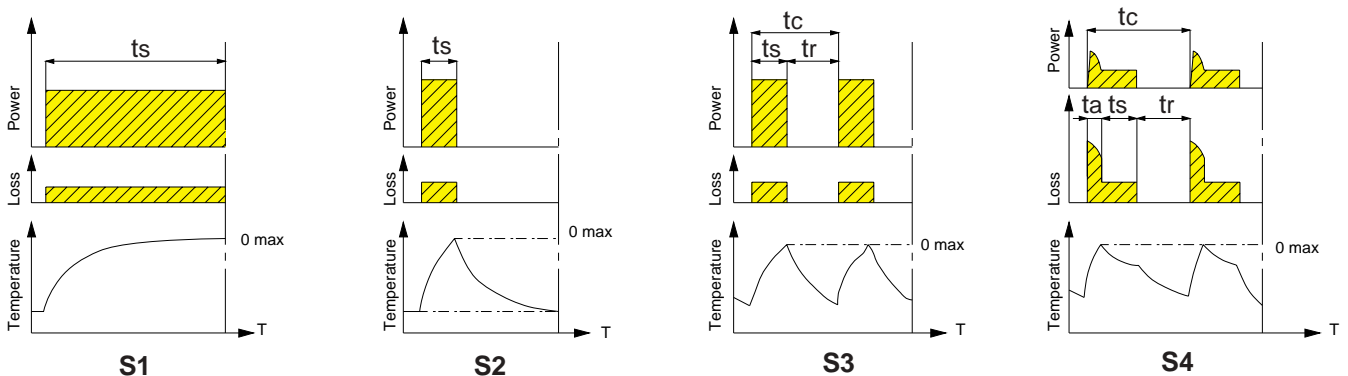 Power
ts
Loss
Temperature
0 max
T
S1
Power
ts
Loss
Temperature
0 max
T
S2
Power
tc
ts tr
Loss
Temperature
0 max
T
S3
Power
tc
ta ts tr
Loss
Temperature
0 max
T
S4